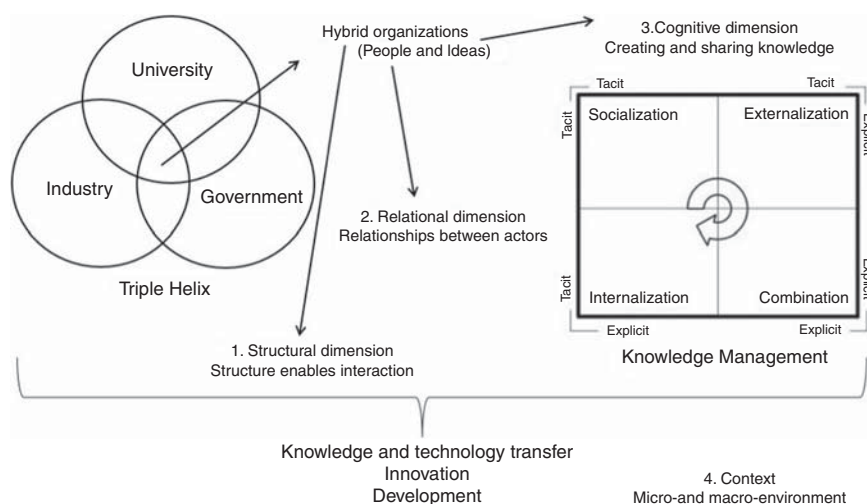 University
Industry
Government
Triple Helix
Hybrid organizations
(People and Ideas)
1. Structural dimension
Structure enables interaction
2. Relational dimension
Relationships between actors
3.Cognitive dimension
Creating and sharing knowledge
Tacit
Tacit
Tacit
Explicit
Socialization
Externalization
Tacit
Explicit
Internalization
Combination
Explicit
Explicit
Knowledge Management
Knowledge and technology transfer
Innovation
Development
4. Context
Micro-and macro-environment